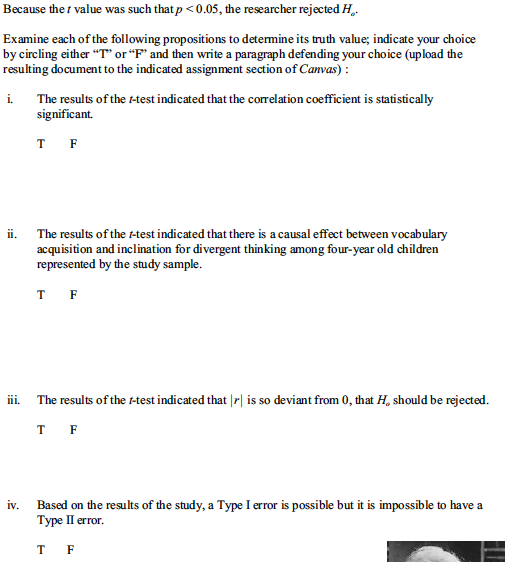 Because the t value was such that p < 0.05, the researcher rejected Hₒ.
Examine each of the following propositions to determine its truth value; indicate your choice
by circling either “T” or “F” and then write a paragraph defending your choice (upload the
resulting document to the indicated assignment section of Canvas) :
i. The results of the t-test indicated that the correlation coefficient is statistically
significant.
T F
ii. The results of the t-test indicated that there is a causal effect between vocabulary
acquisition and inclination for divergent thinking among four-year old children
represented by the study sample.
T F
iii. The results of the t-test indicated that |r| is so deviant from 0, that Hₒ should be rejected.
T F
iv. Based on the results of the study, a Type I error is possible but it is impossible to have a
Type II error.
T F